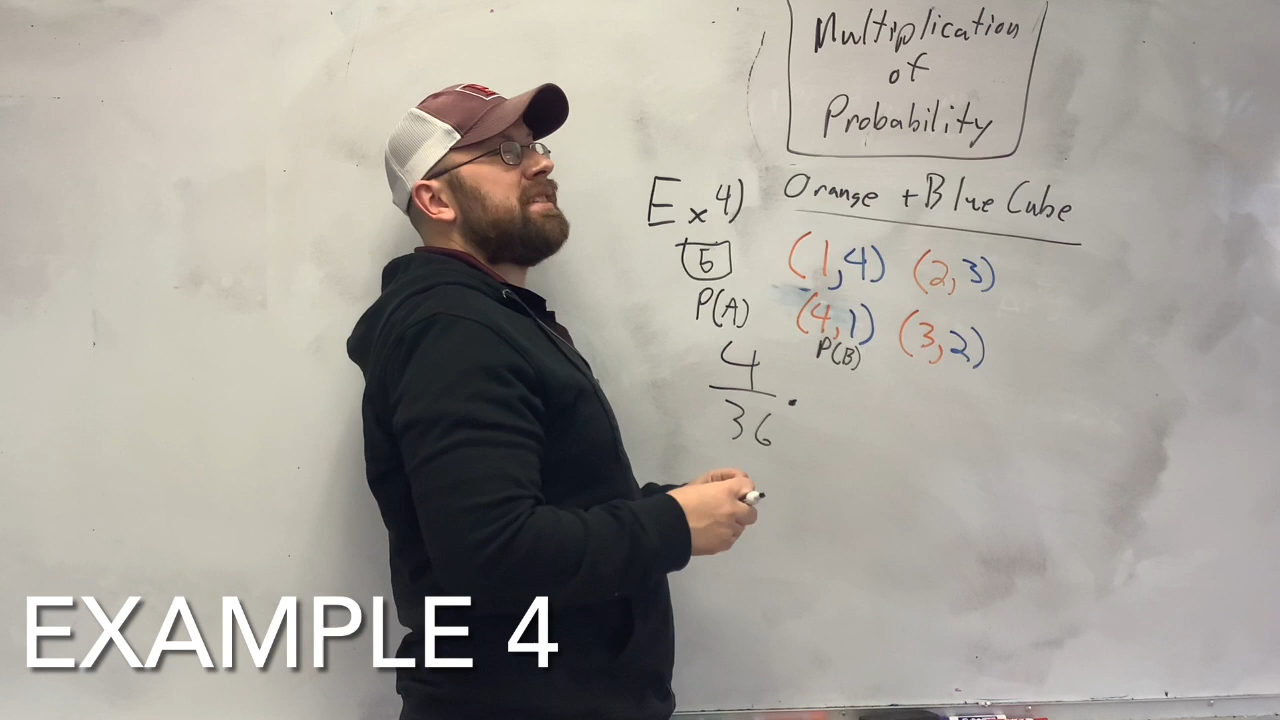 Multiplication
of
Probability
Ex 4) Orange + Blue Cube
5 (1,4) (2,3)
P(A) (4,1) (3,2)
P(B)
4
36 ·
EXAMPLE 4